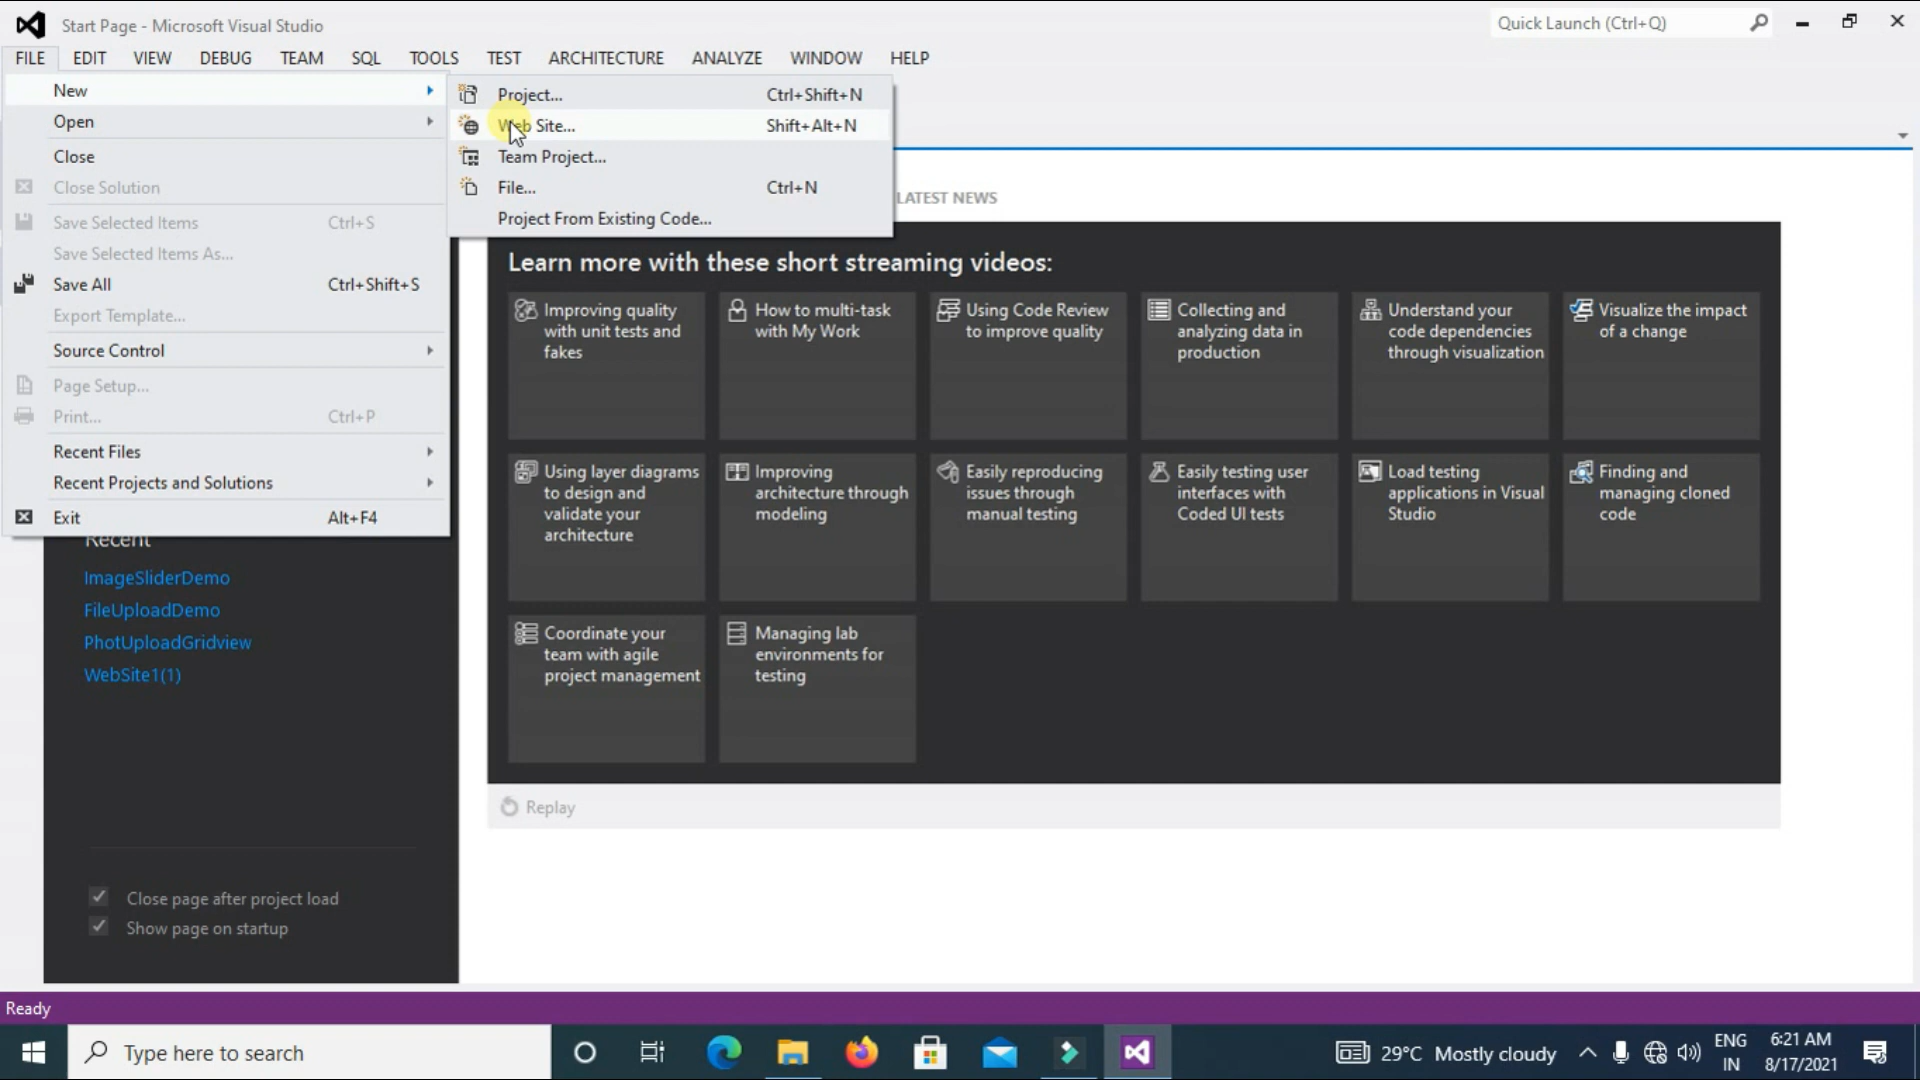 Start Page - Microsoft Visual Studio
Quick Launch (Ctrl+Q)
FILE EDIT VIEW DEBUG TEAM SQL TOOLS TEST ARCHITECTURE ANALYZE WINDOW HELP
New
Open
Close
Close Solution
Save Selected Items Ctrl+S
Save Selected Items As...
Save All Ctrl+Shift+S
Export Template...
Source Control
Page Setup...
Print... Ctrl+P
Recent Files
Recent Projects and Solutions
Exit Alt+F4
Project... Ctrl+Shift+N
Web Site... Shift+Alt+N
Team Project...
File... Ctrl+N
Project From Existing Code...
LATEST NEWS
Learn more with these short streaming videos:
Improving quality
with unit tests and
fakes
How to multi-task
with My Work
Using Code Review
to improve quality
Collecting and
analyzing data in
production
Understand your
code dependencies
through visualization
Visualize the impact
of a change
Using layer diagrams
to design and
validate your
architecture
Improving
architecture through
modeling
Easily reproducing
issues through
manual testing
Easily testing user
interfaces with
Coded UI tests
Load testing
applications in Visual
Studio
Finding and
managing cloned
code
Coordinate your
team with agile
project management
Managing lab
environments for
testing
Replay
Recent
ImageSliderDemo
FileUploadDemo
PhotUploadGridview
WebSite1(1)
Close page after project load
Show page on startup
Ready
Type here to search
29°C Mostly cloudy
ENG
IN
6:21 AM
8/17/2021